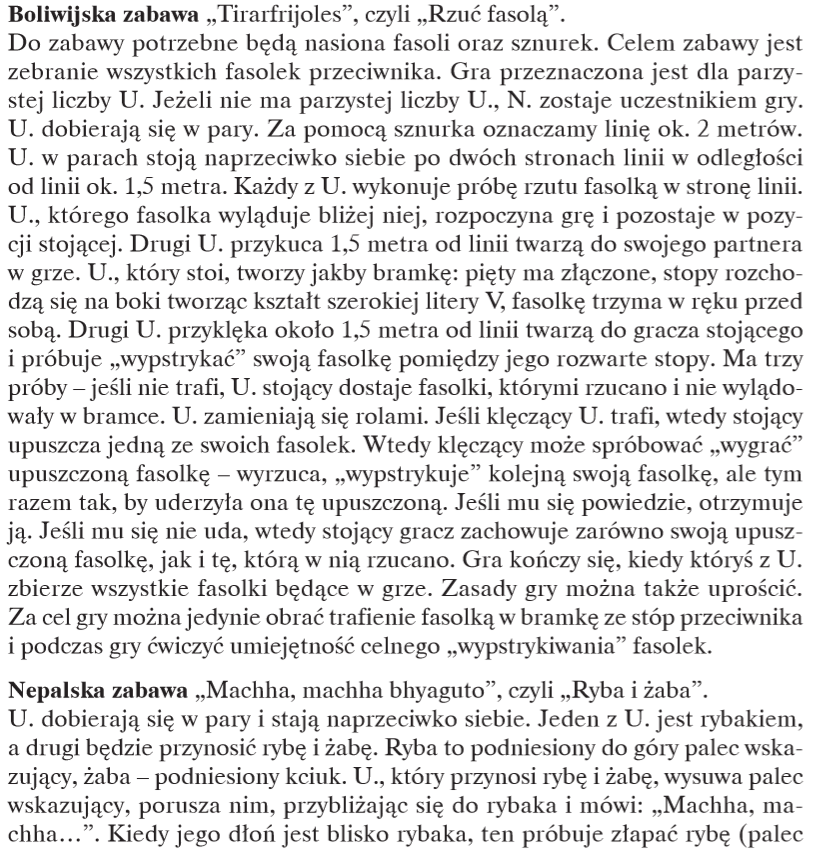 Boliwijska zabawa „Tirarfrijoles”, czyli „Rzuć fasolą”.
Do zabawy potrzebne będą nasiona fasoli oraz sznurek. Celem zabawy jest
zebranie wszystkich fasolek przeciwnika. Gra przeznaczona jest dla parzy-
stej liczby U. Jeżeli nie ma parzystej liczby U., N. zostaje uczestnikiem gry.
U. dobierają się w pary. Za pomocą sznurka oznaczamy linię ok. 2 metrów.
U. w parach stoją naprzeciwko siebie po dwóch stronach linii w odległości
od linii ok. 1,5 metra. Każdy z U. wykonuje próbę rzutu fasolką w stronę linii.
U., którego fasolka wyląduje bliżej niej, rozpoczyna grę i pozostaje w pozy-
cji stojącej. Drugi U. przykuca 1,5 metra od linii twarzą do swojego partnera
w grze. U., który stoi, tworzy jakby bramkę: pięty ma złączone, stopy rozcho-
dzą się na boki tworząc kształt szerokiej litery V, fasolkę trzyma w ręku przed
sobą. Drugi U. przyklęka około 1,5 metra od linii twarzą do gracza stojącego
i próbuje „wypstrykać” swoją fasolkę pomiędzy jego rozwarte stopy. Ma trzy
próby – jeśli nie trafi, U. stojący dostaje fasolki, którymi rzucano i nie wylądo-
wały w bramce. U. zamieniają się rolami. Jeśli klęczący U. trafi, wtedy stojący
upuszcza jedną ze swoich fasolek. Wtedy klęczący może spróbować „wygrać”
upuszczoną fasolkę – wyrzuca, „wypstrykuje” kolejną swoją fasolkę, ale tym
razem tak, by uderzyła ona tę upuszczoną. Jeśli mu się powiedzie, otrzymuje
ją. Jeśli mu się nie uda, wtedy stojący gracz zachowuje zarówno swoją upusz-
czoną fasolkę, jak i tę, którą w nią rzucano. Gra kończy się, kiedy któryś z U.
zbierze wszystkie fasolki będące w grze. Zasady gry można także uprościć.
Za cel gry można jedynie obrać trafienie fasolką w bramkę ze stóp przeciwnika
i podczas gry ćwiczyć umiejętność celnego „wypstrykiwania” fasolek.
Nepalska zabawa „Machha, machha bhyaguto”, czyli „Ryba i żaba”.
U. dobierają się w pary i stają naprzeciwko siebie. Jeden z U. jest rybakiem,
a drugi będzie przynosić rybę i żabę. Ryba to podniesiony do góry palec wska-
zujący, żaba – podniesiony kciuk. U., który przynosi rybę i żabę, wysuwa palec
wskazujący, porusza nim, przybliżając się do rybaka i mówi: „Machha, ma-
chha…”. Kiedy jego dłoń jest blisko rybaka, ten próbuje złapać rybę (palec